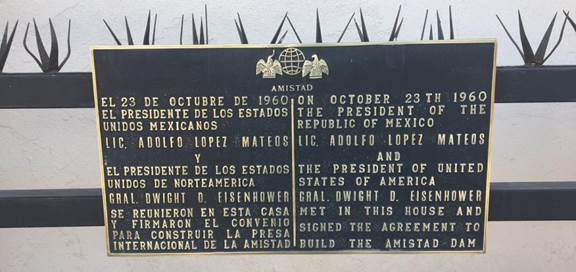 AMISTAD
EL 23 DE OCTUBRE DE 1960
EL PRESIDENTE DE LOS ESTADOS
UNIDOS MEXICANOS
LIC. ADOLFO LOPEZ MATEOS
Y
EL PRESIDENTE DE LOS ESTADOS
UNIDOS DE NORTEAMERICA
GRAL. DWIGHT D. EISENHOWER
SE REUNIERON EN ESTA CASA
Y FIRMARON EL CONVENIO
PARA CONSTRUIR LA PRESA
INTERNACIONAL DE LA AMISTAD
ON OCTOBER 23TH 1960
THE PRESIDENT OF THE
REPUBLIC OF MEXICO
LIC. ADOLFO LOPEZ MATEOS
AND
THE PRESIDENT OF UNITED
STATES OF AMERICA
GRAL. DWIGHT D. EISENHOWER
MET IN THIS HOUSE AND
SIGNED THE AGREEMENT TO
BUILD THE AMISTAD DAM